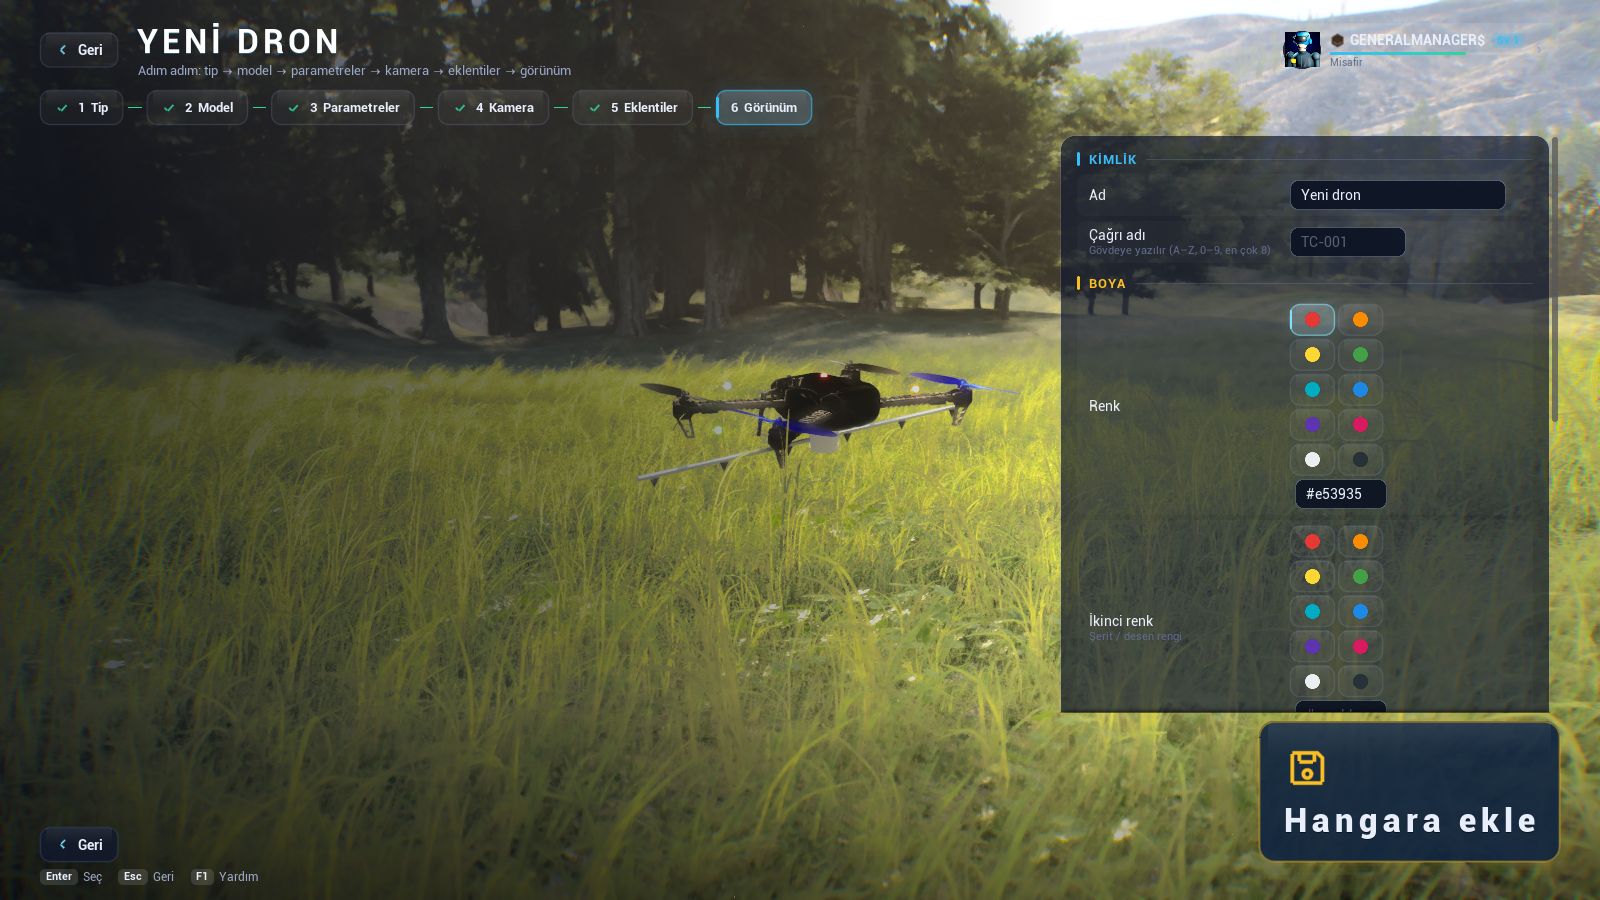 Geri
YENİ DRON
Adım adım: tip → model → parametreler → kamera → eklentiler → görünüm
1 Tip
2 Model
3 Parametreler
4 Kamera
5 Eklentiler
6 Görünüm
GENERALMANAGER$
Misafir
KİMLİK
Ad
Yeni dron
Çağrı adı
Gövdeye yazılır (A–Z, 0–9, en çok 8)
TC-001
BOYA
Renk
#e53935
İkinci renk
Şerit / desen rengi
Hangara ekle
Geri
Enter Seç Esc Geri F1 Yardım